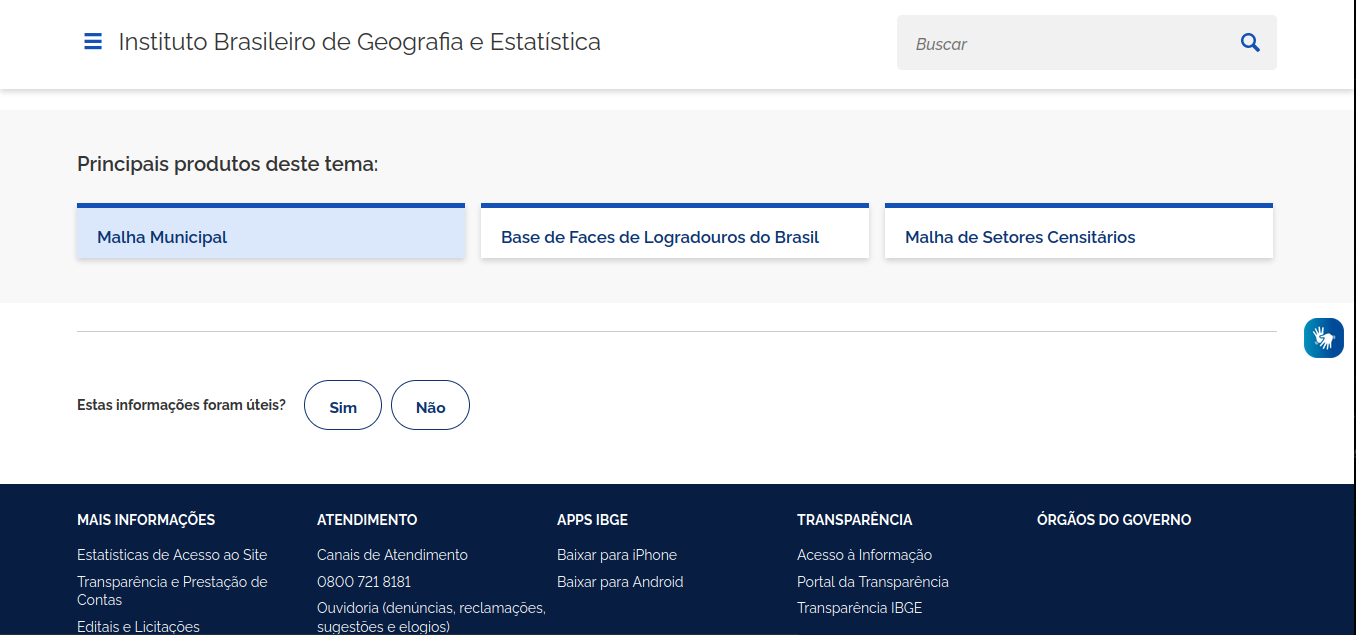 Instituto Brasileiro de Geografia e Estatística
Buscar
Principais produtos deste tema:
Malha Municipal
Base de Faces de Logradouros do Brasil
Malha de Setores Censitários
Estas informações foram úteis?
Sim
Não
MAIS INFORMAÇÕES
Estatísticas de Acesso ao Site
Transparência e Prestação de
Contas
Editais e Licitações
ATENDIMENTO
Canais de Atendimento
0800 721 8181
Ouvidoria (denúncias, reclamações,
sugestões e elogios)
APPS IBGE
Baixar para iPhone
Baixar para Android
TRANSPARÊNCIA
Acesso à Informação
Portal da Transparência
Transparência IBGE
ÓRGÃOS DO GOVERNO